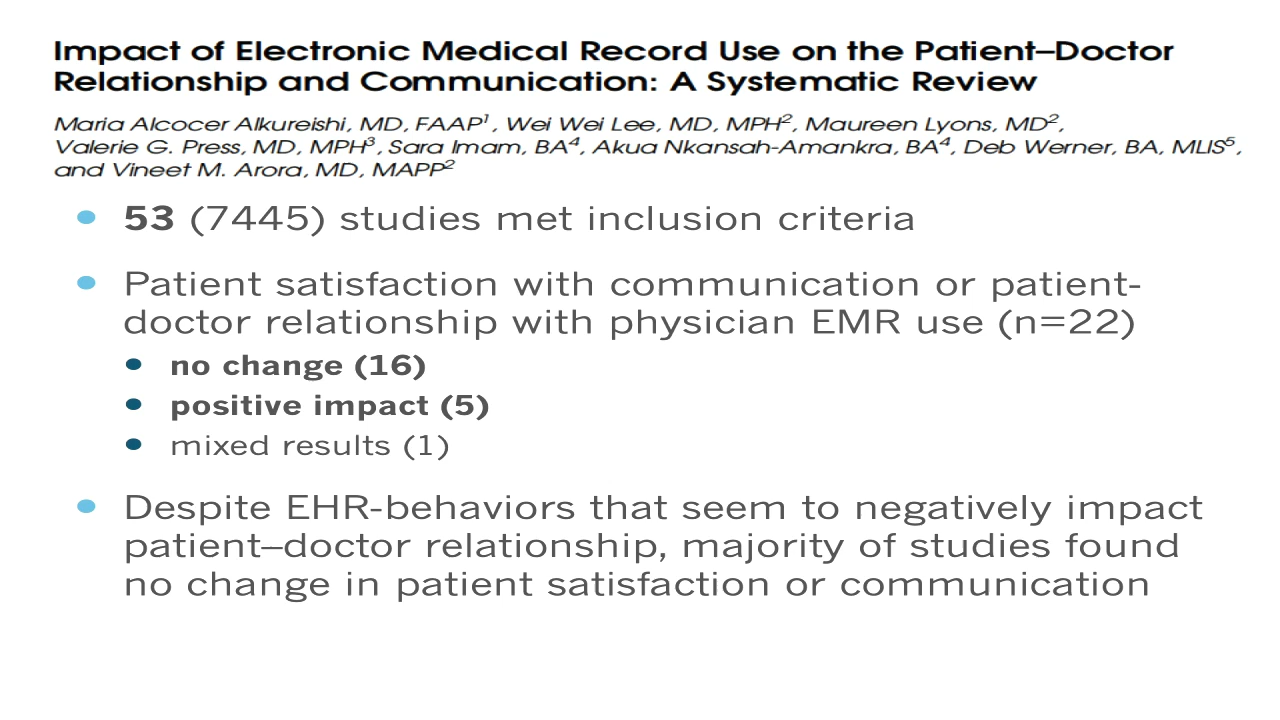 Impact of Electronic Medical Record Use on the Patient–Doctor
Relationship and Communication: A Systematic Review
Maria Alcocer Alkureishi, MD, FAAP¹, Wei Wei Lee, MD, MPH², Maureen Lyons, MD²,
Valerie G. Press, MD, MPH³, Sara Imam, BA⁴, Akua Nkansah-Amankra, BA⁴, Deb Werner, BA, MLIS⁵,
and Vineet M. Arora, MD, MAPP²
• 53 (7445) studies met inclusion criteria
• Patient satisfaction with communication or patient-
doctor relationship with physician EMR use (n=22)
• no change (16)
• positive impact (5)
• mixed results (1)
• Despite EHR-behaviors that seem to negatively impact
patient–doctor relationship, majority of studies found
no change in patient satisfaction or communication